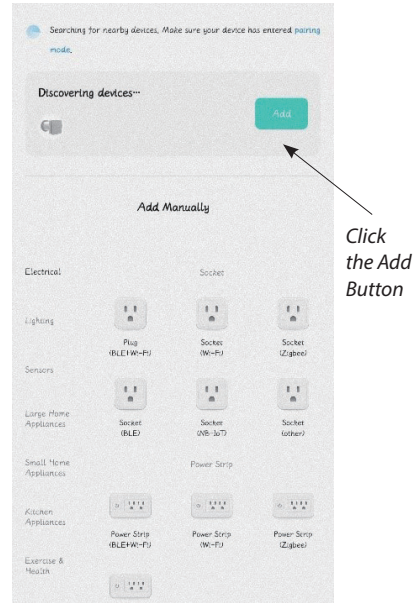 Searching for nearby devices. Make sure your device has entered pairing
mode.
Discovering devices...
Add
Add Manually
Click
the Add
Button
Electrical
Socket
Lighting
Plug
(BLE+Wi-Fi)
Socket
(Wi-Fi)
Socket
(Zigbee)
Sensors
Large Home
Appliances
Socket
(BLE)
Socket
(NB-IoT)
Socket
(other)
Small Home
Appliances
Power Strip
Kitchen
Appliances
Power Strip
(BLE+Wi-Fi)
Power Strip
(Wi-Fi)
Power Strip
(Zigbee)
Exercise &
Health